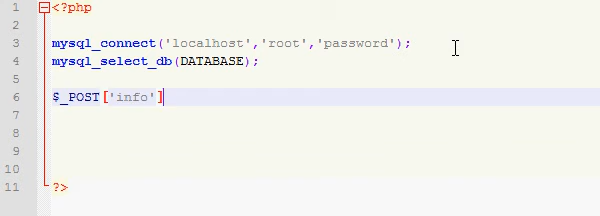 1 <?php
2
3 mysql_connect('localhost','root','password');
4 mysql_select_db(DATABASE);
5
6 $_POST['info']
7
8
9
10
11 ?>